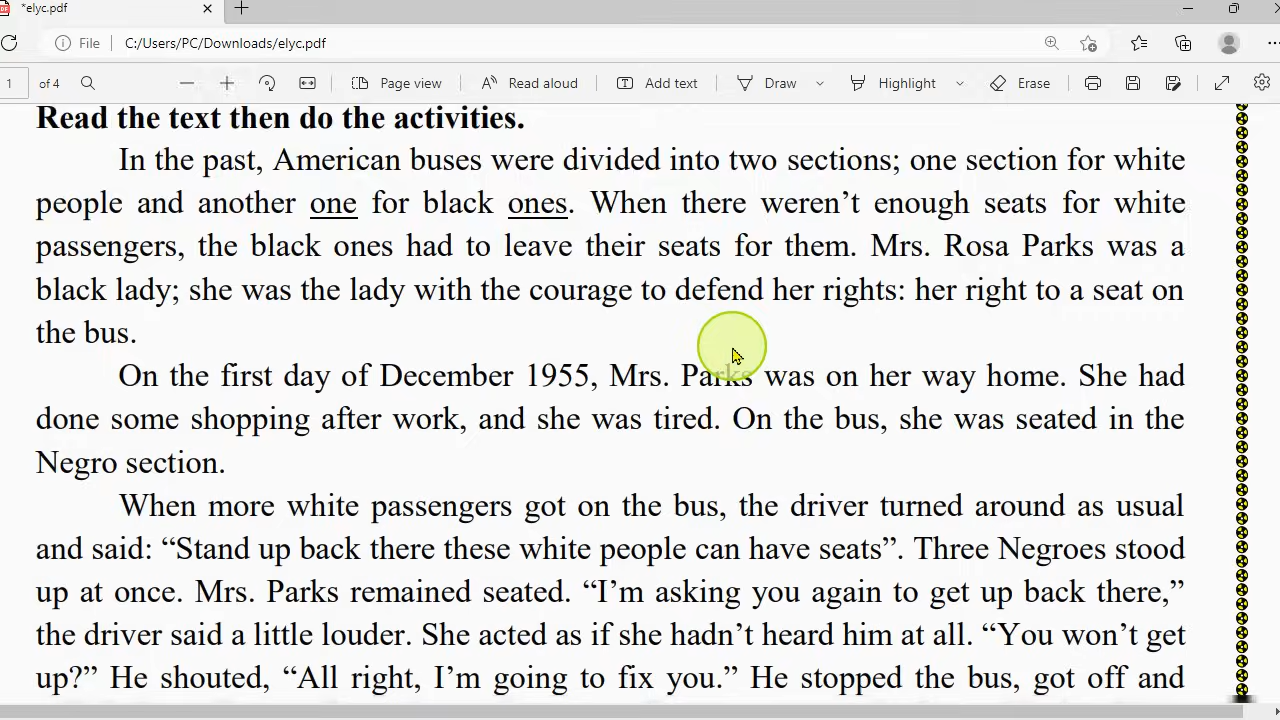 *elyc.pdf
File C:/Users/PC/Downloads/elyc.pdf
1 of 4 Page view Read aloud Add text Draw Highlight Erase
Read the text then do the activities.
In the past, American buses were divided into two sections; one section for white
people and another one for black ones. When there weren’t enough seats for white
passengers, the black ones had to leave their seats for them. Mrs. Rosa Parks was a
black lady; she was the lady with the courage to defend her rights: her right to a seat on
the bus.
On the first day of December 1955, Mrs. Parks was on her way home. She had
done some shopping after work, and she was tired. On the bus, she was seated in the
Negro section.
When more white passengers got on the bus, the driver turned around as usual
and said: “Stand up back there these white people can have seats”. Three Negroes stood
up at once. Mrs. Parks remained seated. “I’m asking you again to get up back there,”
the driver said a little louder. She acted as if she hadn’t heard him at all. “You won’t get
up?” He shouted, “All right, I’m going to fix you.” He stopped the bus, got off and